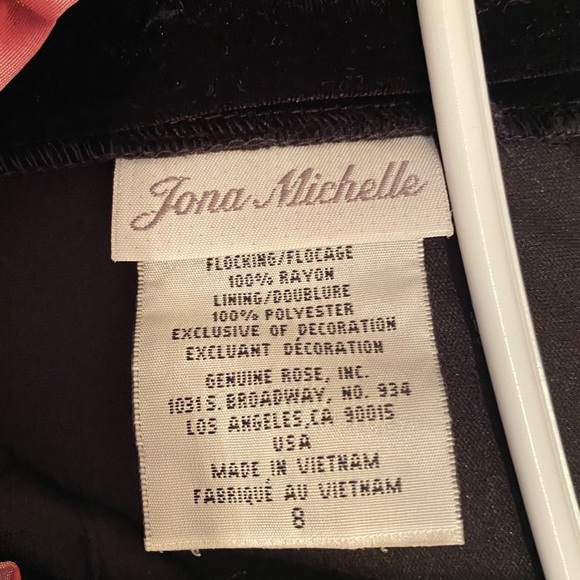 Jona Michelle
FLOCKING/FLOCAGE
100% RAYON
LINING/DOUBLURE
100% POLYESTER
EXCLUSIVE OF DECORATION
EXCLUANT DÉCORATION
GENUINE ROSE, INC.
1031 S. BROADWAY, NO. 934
LOS ANGELES,CA 90015
USA
MADE IN VIETNAM
FABRIQUÉ AU VIETNAM
8